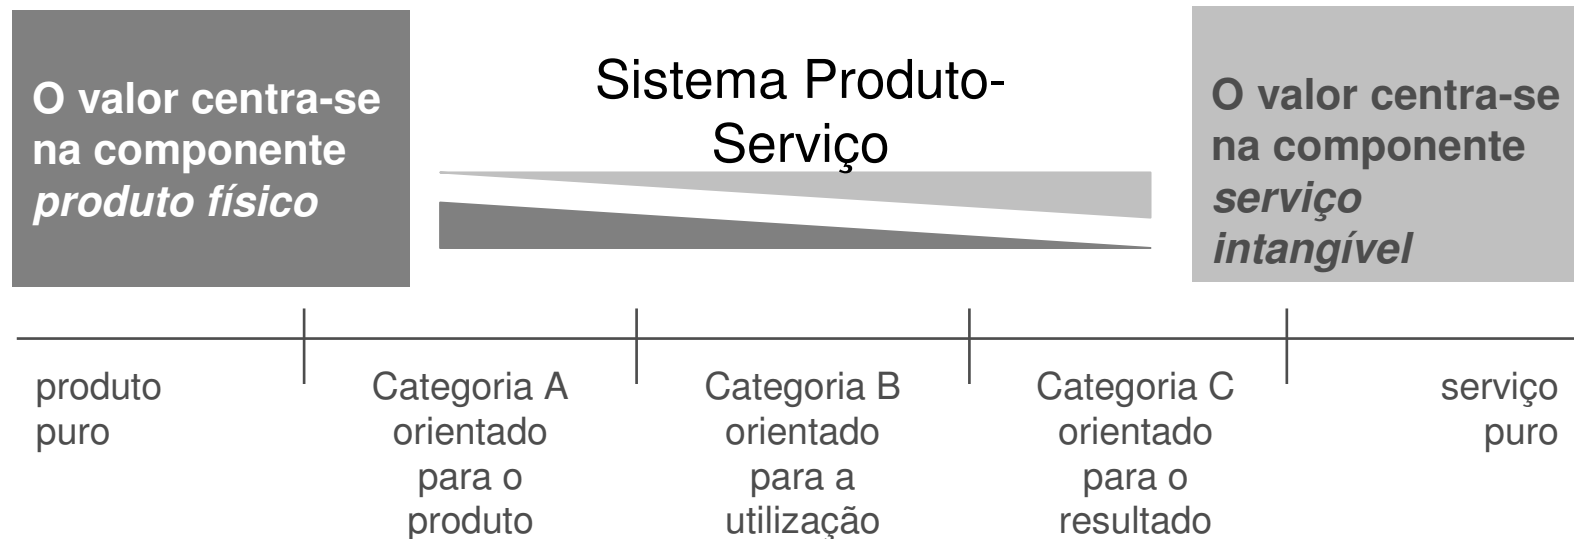 O valor centra-se
na componente
produto físico
Sistema Produto-
Serviço
O valor centra-se
na componente
serviço
intangível
produto
puro
Categoria A
orientado
para o
produto
Categoria B
orientado
para a
utilização
Categoria C
orientado
para o
resultado
serviço
puro